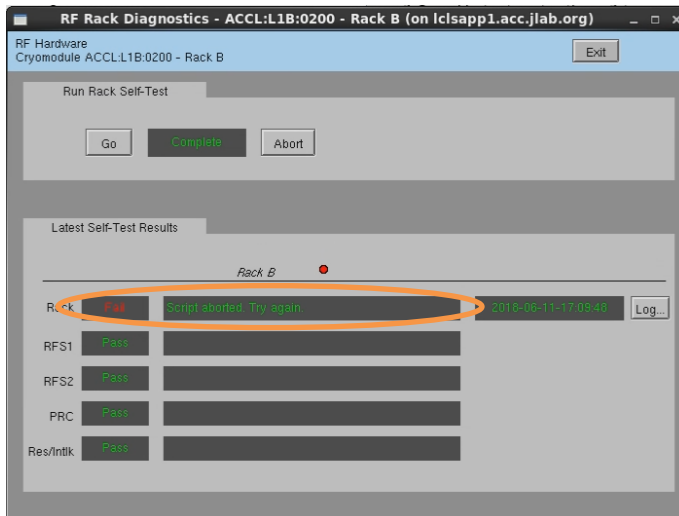 RF Rack Diagnostics - ACCL:L1B:0200 - Rack B (on lclsapp1.acc.jlab.org)
RF Hardware
Cryomodule ACCL:L1B:0200 - Rack B
Exit
Run Rack Self-Test
Go Complete Abort
Latest Self-Test Results
Rack B
Rack Fail Script aborted. Try again. 2018-06-11-17:09:48 Log...
RFS1 Pass
RFS2 Pass
PRC Pass
Res/Intlk Pass